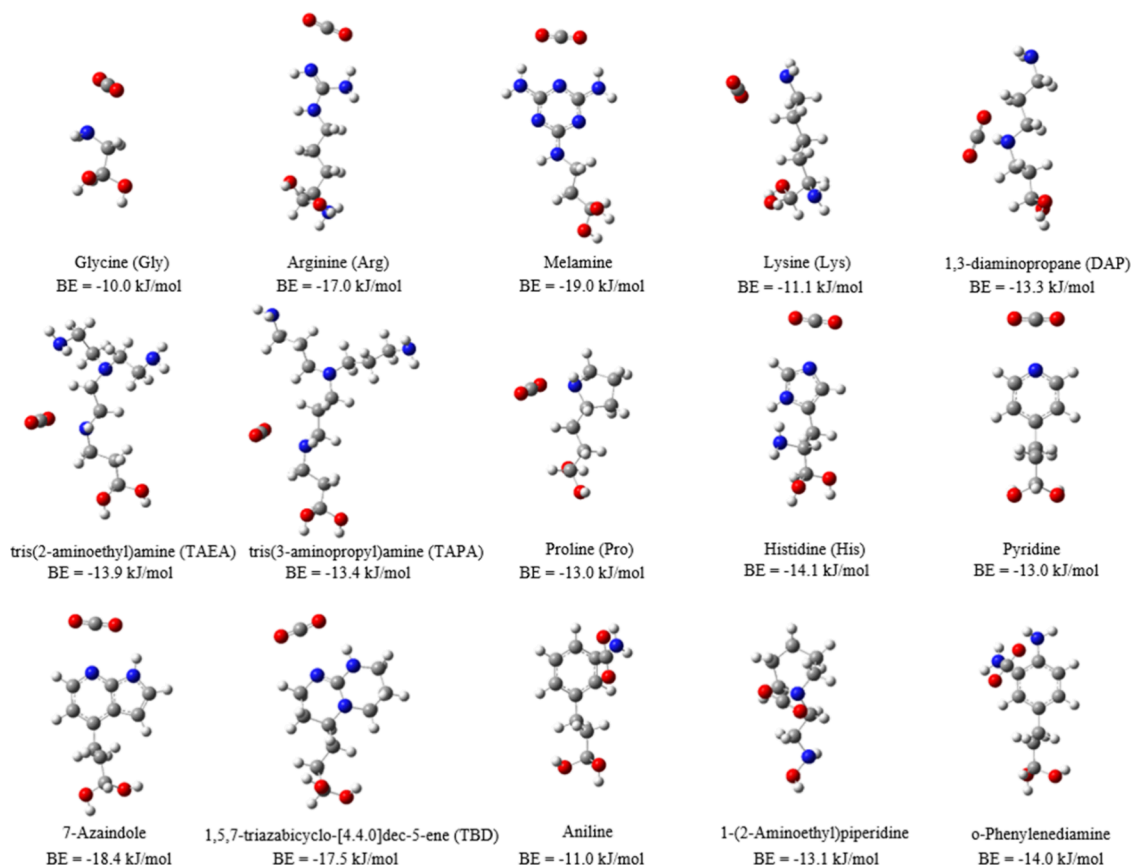 Glycine (Gly)
BE = -10.0 kJ/mol
Arginine (Arg)
BE = -17.0 kJ/mol
Melamine
BE = -19.0 kJ/mol
Lysine (Lys)
BE = -11.1 kJ/mol
1,3-diaminopropane (DAP)
BE = -13.3 kJ/mol
tris(2-aminoethyl)amine (TAEA)
BE = -13.9 kJ/mol
tris(3-aminopropyl)amine (TAPA)
BE = -13.4 kJ/mol
Proline (Pro)
BE = -13.0 kJ/mol
Histidine (His)
BE = -14.1 kJ/mol
Pyridine
BE = -13.0 kJ/mol
7-Azaindole
BE = -18.4 kJ/mol
1,5,7-triazabicyclo-[4.4.0]dec-5-ene (TBD)
BE = -17.5 kJ/mol
Aniline
BE = -11.0 kJ/mol
1-(2-Aminoethyl)piperidine
BE = -13.1 kJ/mol
o-Phenylenediamine
BE = -14.0 kJ/mol